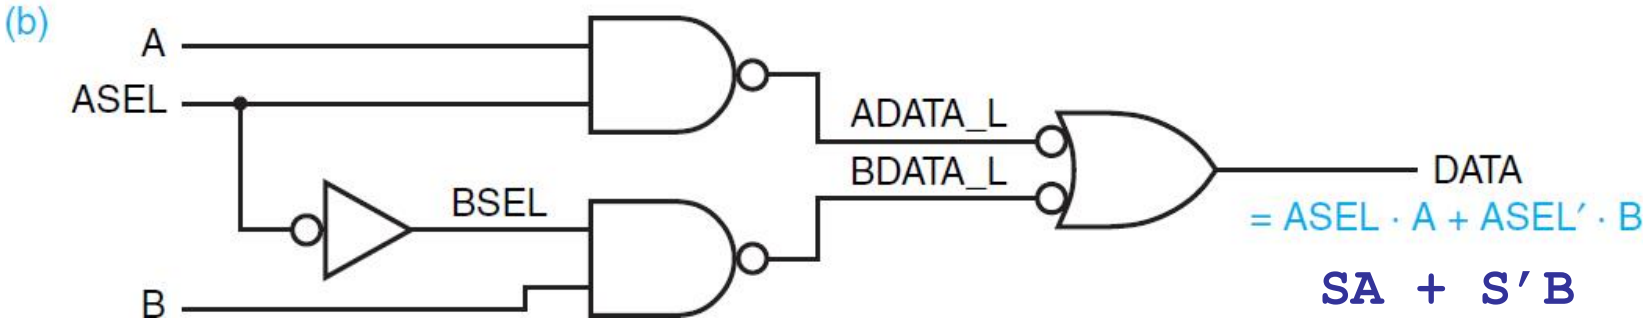 (b)
A
ASEL
ADATA_L
BDATA_L
DATA
BSEL
= ASEL · A + ASEL′ · B
SA + S′B
B